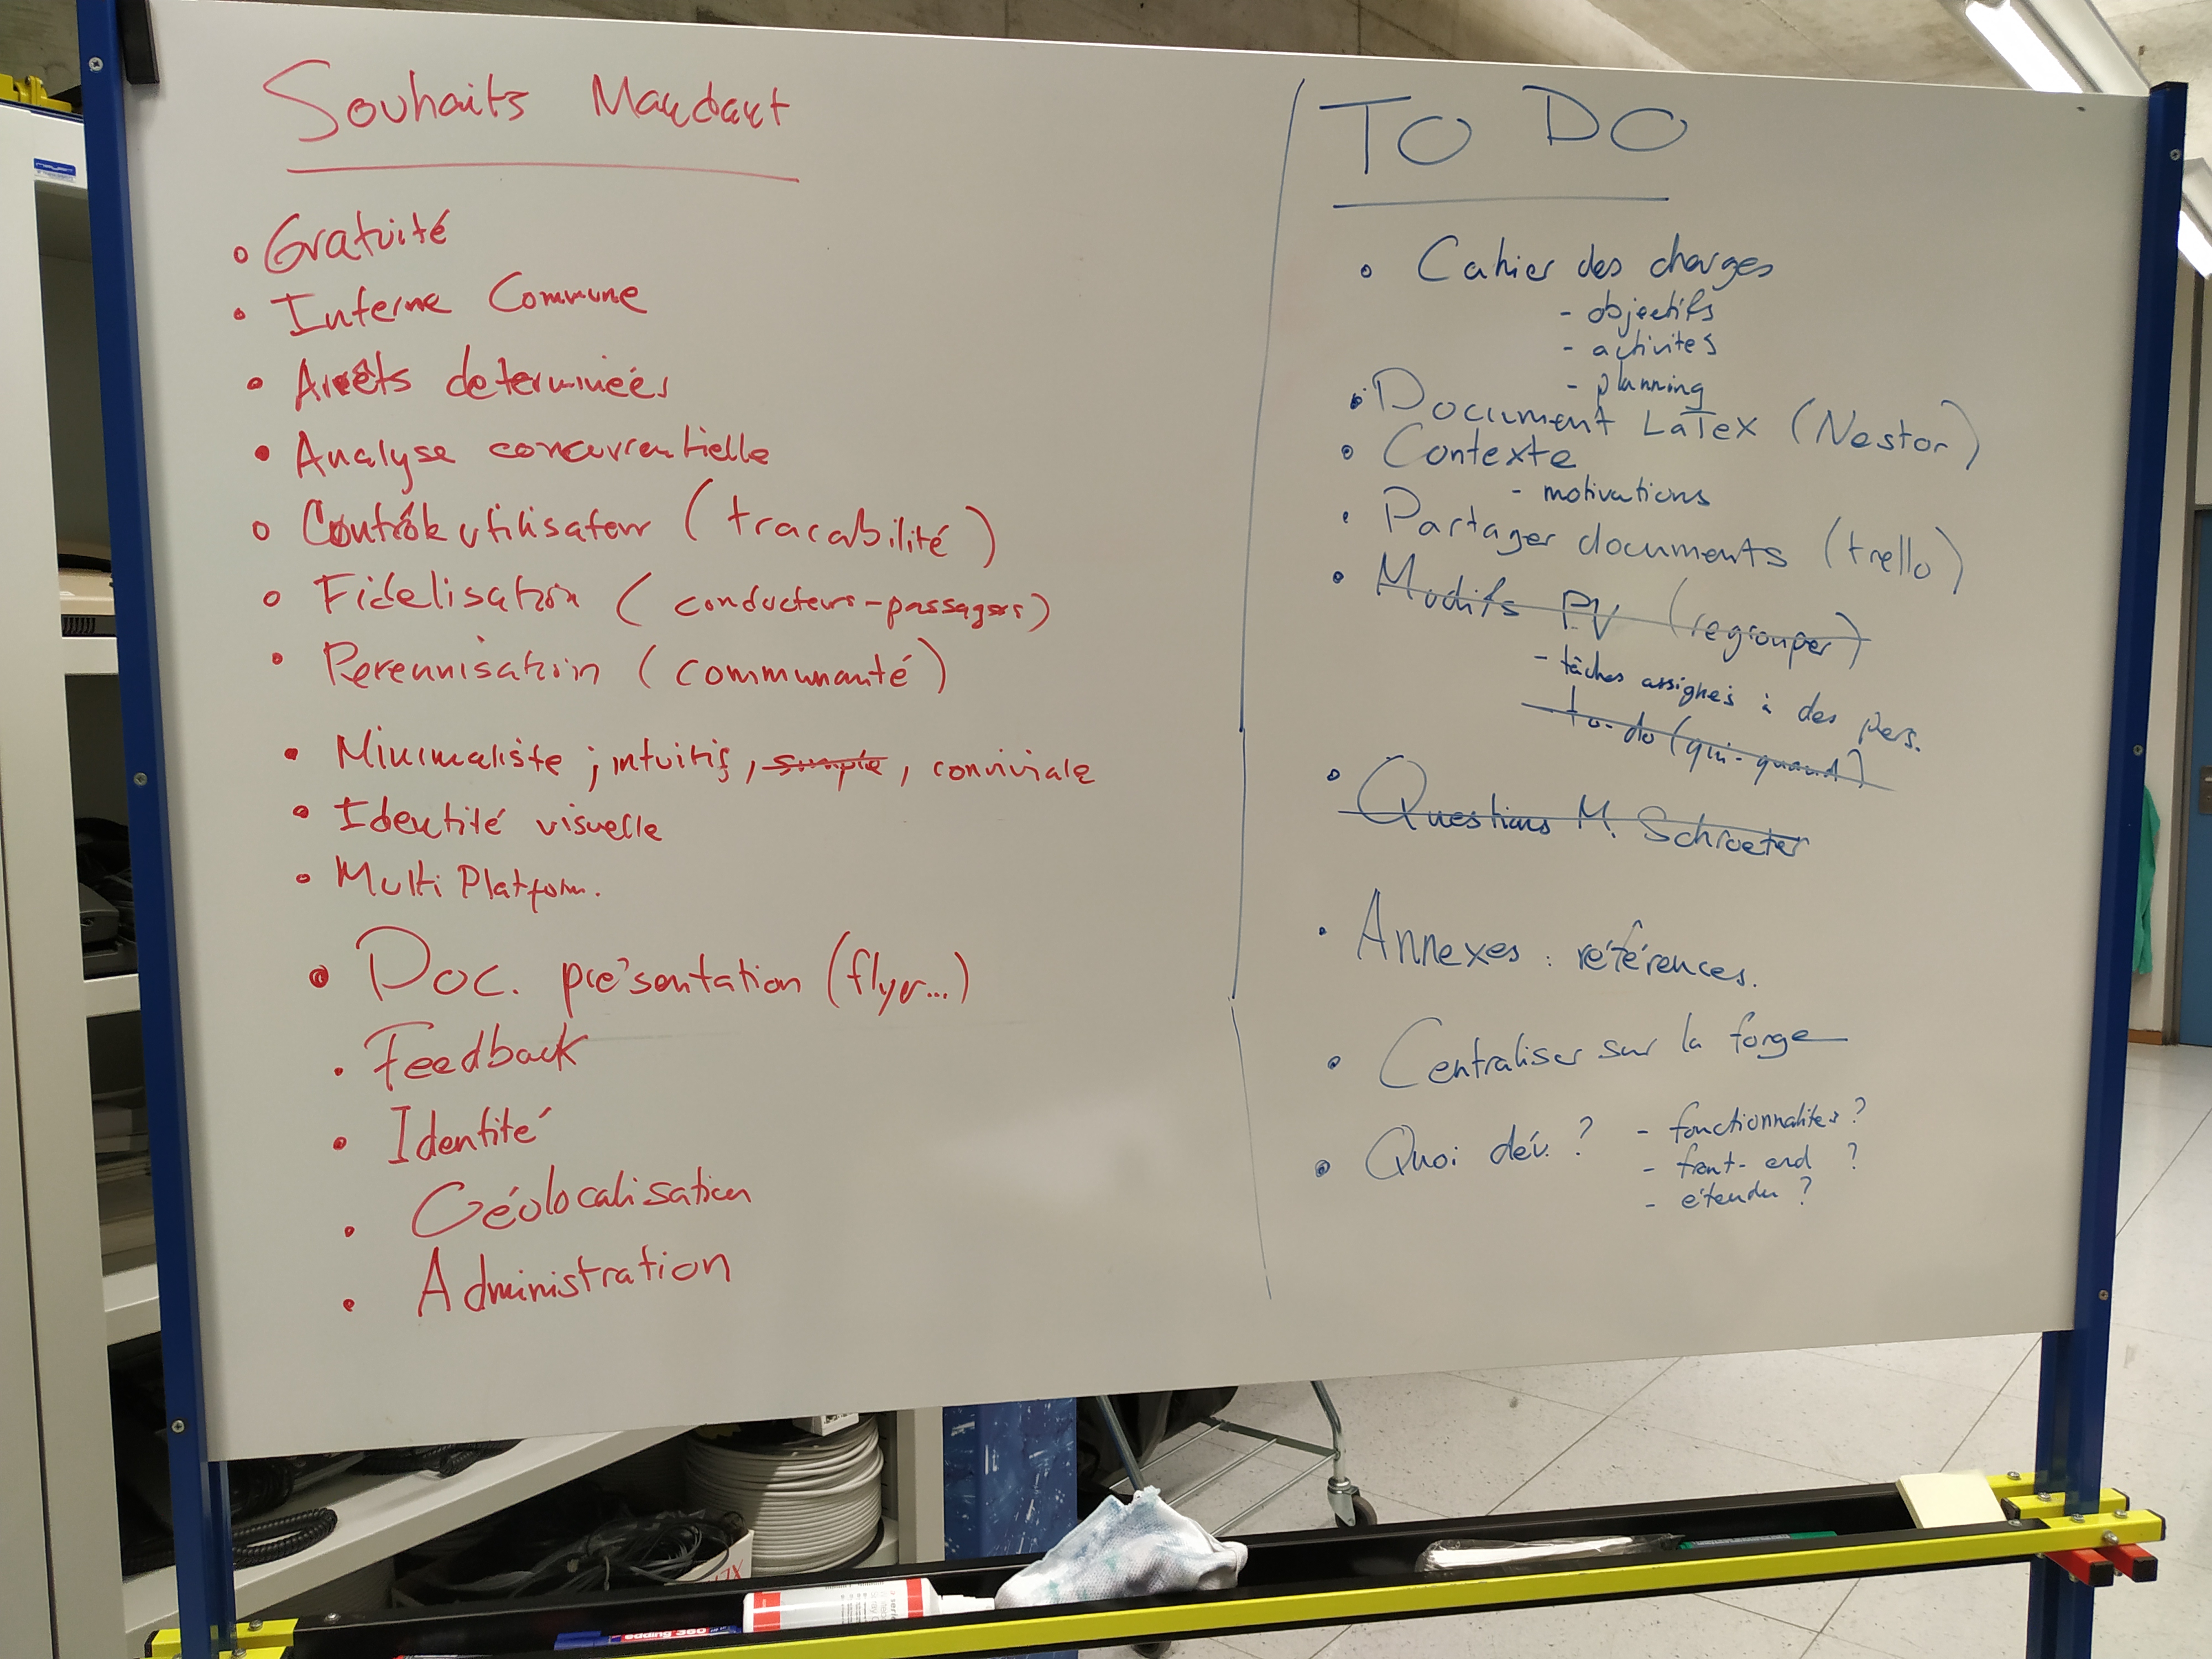 Souhaits Mandant
• Gratuité
• Interne Commune
• Arrêts determineés
• Analyse concurrentielle
• Contrôle utilisateur (tracabilité)
• Fidelisation (conducteurs-passagers)
• Perennisation (communauté)
• Minimaliste ; intuitif, simple, conviviale
• Identité visuelle
• Multi Platform.
• Doc. présentation (flyer...)
• Feedback
• Identité
• Géolocalisation
• Administration
TO DO
• Cahier des charges
- objectifs
- activités
- planning
• Document LaTex (Nestor)
• Contexte
- motivations
• Partager documents (trello)
• Modifs PV (regrouper)
- tâches assignés à des pers.
- to-do (qui-quand)
• Questions M. Schroeter
• Annexes : références.
• Centraliser sur la forge
• Quoi dév. ? - fonctionnalités ?
- front-end ?
- étendu ?
edding 360